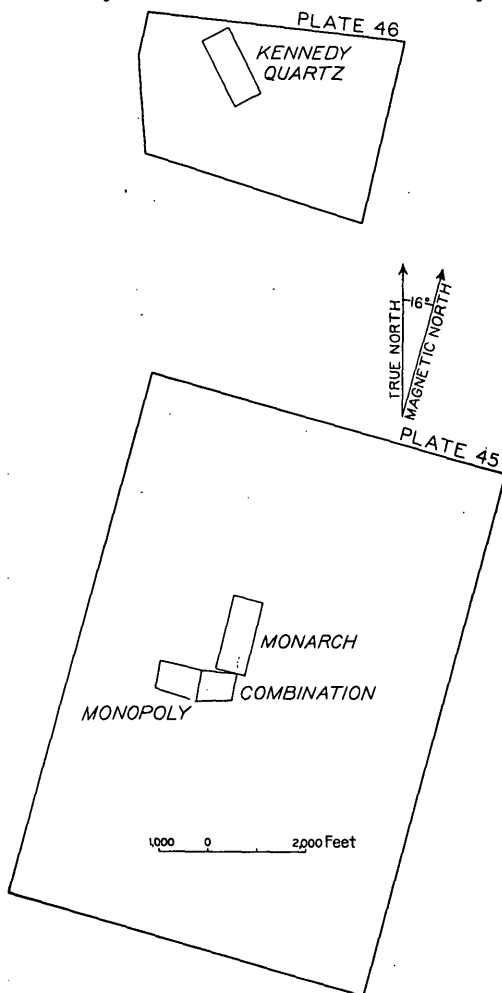 PLATE 46
KENNEDY
QUARTZ
TRUE NORTH
16°
MAGNETIC NORTH
PLATE 45
MONARCH
COMBINATION
MONOPOLY
1,000 0 2,000 Feet